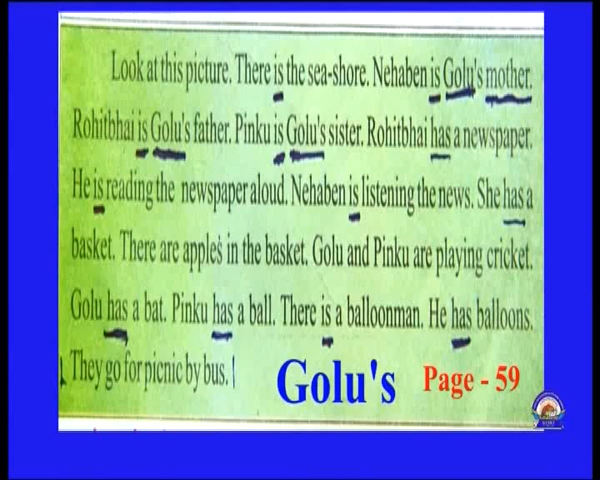 Look at this picture. There is the sea-shore. Nehaben is Golu's mother.
Rohitbhai is Golu's father. Pinku is Golu's sister. Rohitbhai has a newspaper.
He is reading the newspaper aloud. Nehaben is listening the news. She has a
basket. There are apples in the basket. Golu and Pinku are playing cricket.
Golu has a bat. Pinku has a ball. There is a balloonman. He has balloons.
They go for picnic by bus.
Golu's
Page - 59